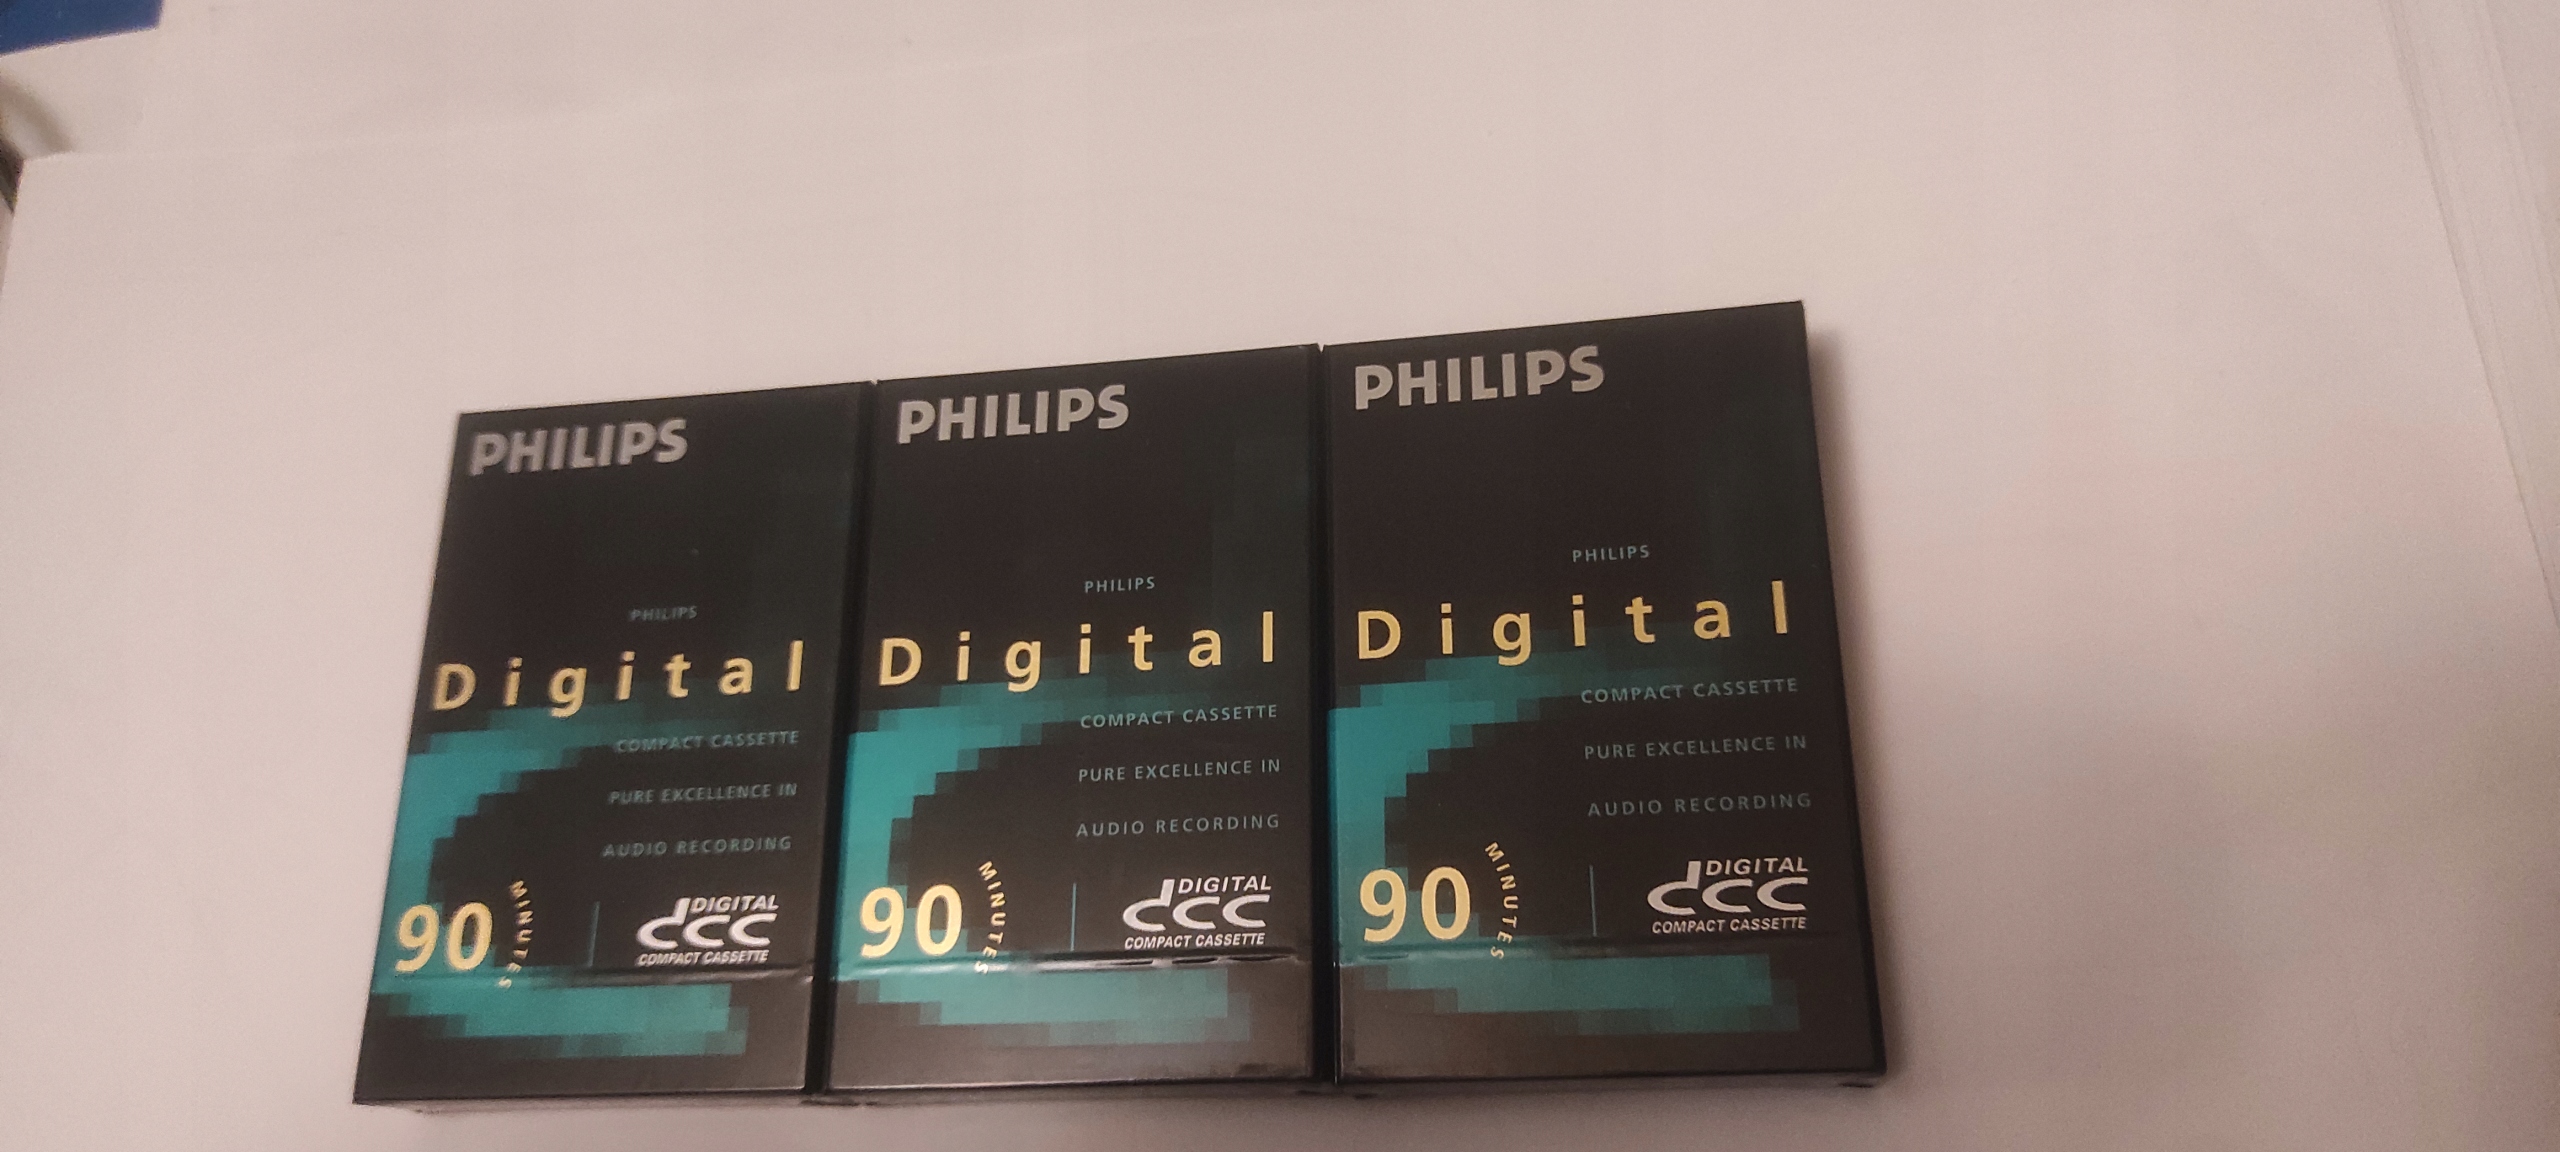 PHILIPS
PHILIPS
Digital
COMPACT CASSETTE
PURE EXCELLENCE IN
AUDIO RECORDING
90 MINUTES
DIGITAL
dcc
COMPACT CASSETTE
PHILIPS
PHILIPS
Digital
COMPACT CASSETTE
PURE EXCELLENCE IN
AUDIO RECORDING
90 MINUTES
DIGITAL
dcc
COMPACT CASSETTE
PHILIPS
PHILIPS
Digital
COMPACT CASSETTE
PURE EXCELLENCE IN
AUDIO RECORDING
90 MINUTES
DIGITAL
dcc
COMPACT CASSETTE